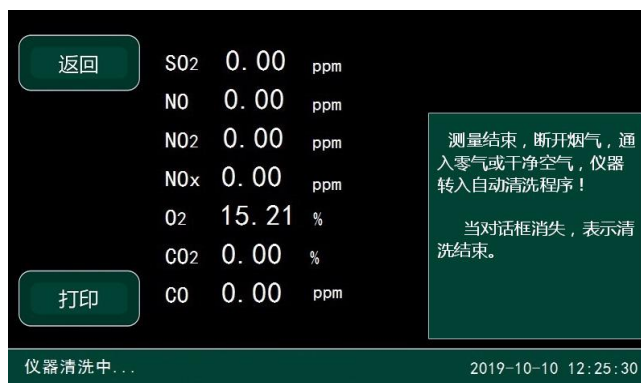 返回
SO2 0.00 ppm
NO 0.00 ppm
NO2 0.00 ppm
NOx 0.00 ppm
O2 15.21 %
CO2 0.00 %
CO 0.00 ppm
测量结束，断开烟气，通
入零气或干净空气，仪器
转入自动清洗程序！
当对话框消失，表示清
洗结束。
打印
仪器清洗中...
2019-10-10 12:25:30